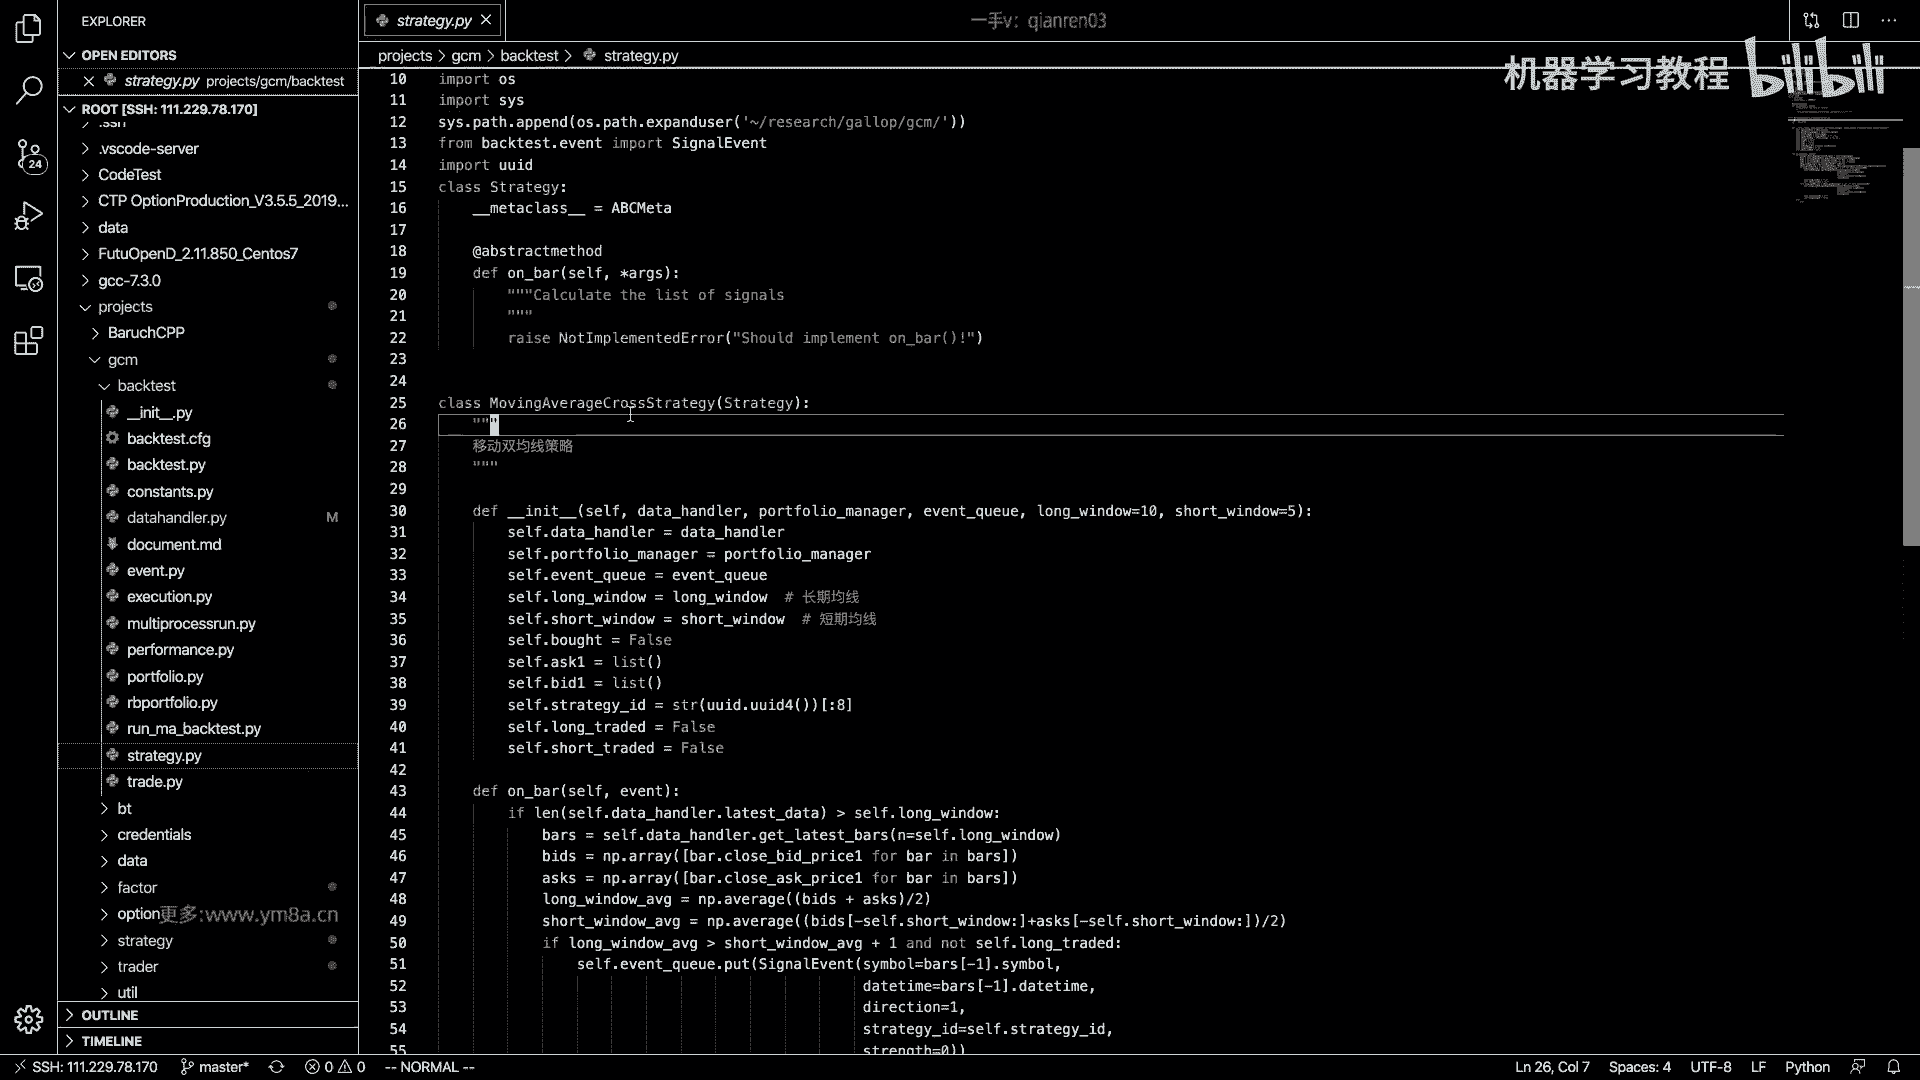 EXPLORER
OPEN EDITORS
strategy.py projects/gcm/backtest
ROOT [SSH: 111.229.78.170]
.ssh
.vscode-server
CodeTest
CTP OptionProduction_V3.5.5_2019...
data
FutuOpenD_2.11.850_Centos7
gcc-7.3.0
projects
BaruchCPP
gcm
backtest
__init__.py
backtest.cfg
backtest.py
constants.py
datahandler.py M
document.md
event.py
execution.py
multiprocessrun.py
performance.py
portfolio.py
rbportfolio.py
run_ma_backtest.py
strategy.py
trade.py
bt
credentials
data
factor
option
更多:www.ym8a.cn
strategy
trader
util
OUTLINE
TIMELINE
24
strategy.py
一手v: qianren03
机器学习教程 bilibili
projects > gcm > backtest > strategy.py
10 import os
11 import sys
12 sys.path.append(os.path.expanduser('~/research/gallop/gcm/'))
13 from backtest.event import SignalEvent
14 import uuid
15 class Strategy:
16 __metaclass__ = ABCMeta
17
18 @abstractmethod
19 def on_bar(self, *args):
20 """Calculate the list of signals
21 """
22 raise NotImplementedError("Should implement on_bar()!")
23
24
25 class MovingAverageCrossStrategy(Strategy):
26 """
27 移动双均线策略
28 """
29
30 def __init__(self, data_handler, portfolio_manager, event_queue, long_window=10, short_window=5):
31 self.data_handler = data_handler
32 self.portfolio_manager = portfolio_manager
33 self.event_queue = event_queue
34 self.long_window = long_window # 长期均线
35 self.short_window = short_window # 短期均线
36 self.bought = False
37 self.ask1 = list()
38 self.bid1 = list()
39 self.strategy_id = str(uuid.uuid4())[:8]
40 self.long_traded = False
41 self.short_traded = False
42
43 def on_bar(self, event):
44 if len(self.data_handler.latest_data) > self.long_window:
45 bars = self.data_handler.get_latest_bars(n=self.long_window)
46 bids = np.array([bar.close_bid_price1 for bar in bars])
47 asks = np.array([bar.close_ask_price1 for bar in bars])
48 long_window_avg = np.average((bids + asks)/2)
49 short_window_avg = np.average((bids[-self.short_window:]+asks[-self.short_window:])/2)
50 if long_window_avg > short_window_avg + 1 and not self.long_traded:
51 self.event_queue.put(SignalEvent(symbol=bars[-1].symbol,
52 datetime=bars[-1].datetime,
53 direction=1,
54 strategy_id=self.strategy_id,
55 strength=0))
SSH: 111.229.78.170 master* 0 0 -- NORMAL -- Ln 26, Col 7 Spaces: 4 UTF-8 LF Python